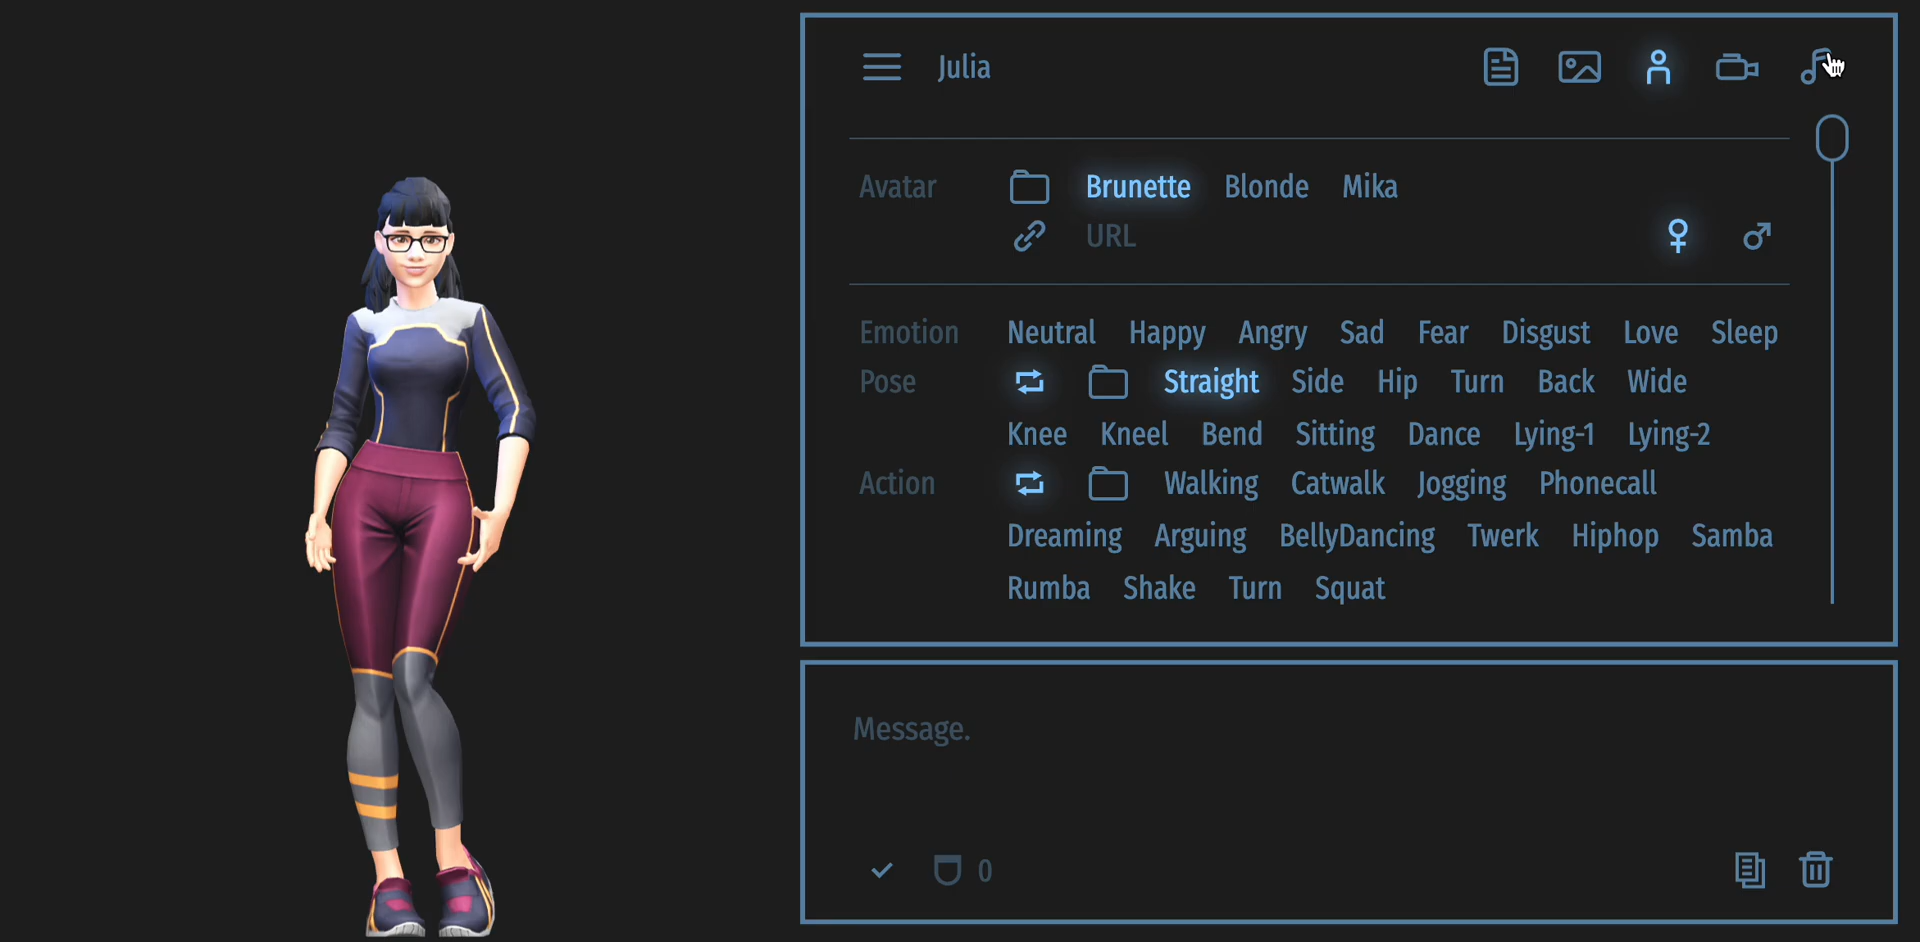 Julia
Avatar Brunette Blonde Mika
URL
Emotion Neutral Happy Angry Sad Fear Disgust Love Sleep
Pose Straight Side Hip Turn Back Wide
Knee Kneel Bend Sitting Dance Lying-1 Lying-2
Action Walking Catwalk Jogging Phonecall
Dreaming Arguing BellyDancing Twerk Hiphop Samba
Rumba Shake Turn Squat
Message.
0